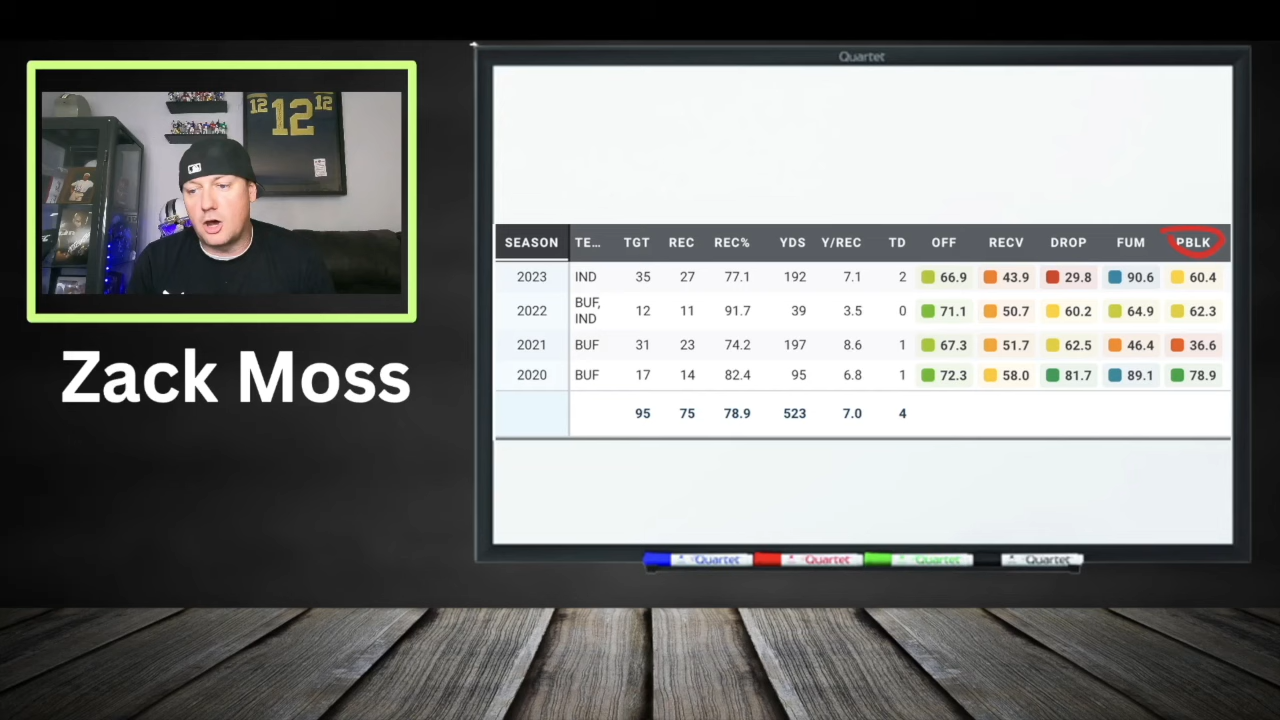 Quartet
12 12 12
Zack Moss
SEASON TE... TGT REC REC% YDS Y/REC TD OFF RECV DROP FUM PBLK
2023 IND 35 27 77.1 192 7.1 2 66.9 43.9 29.8 90.6 60.4
2022 BUF, IND 12 11 91.7 39 3.5 0 71.1 50.7 60.2 64.9 62.3
2021 BUF 31 23 74.2 197 8.6 1 67.3 51.7 62.5 46.4 36.6
2020 BUF 17 14 82.4 95 6.8 1 72.3 58.0 81.7 89.1 78.9
95 75 78.9 523 7.0 4
Quartet Quartet Quartet Quartet